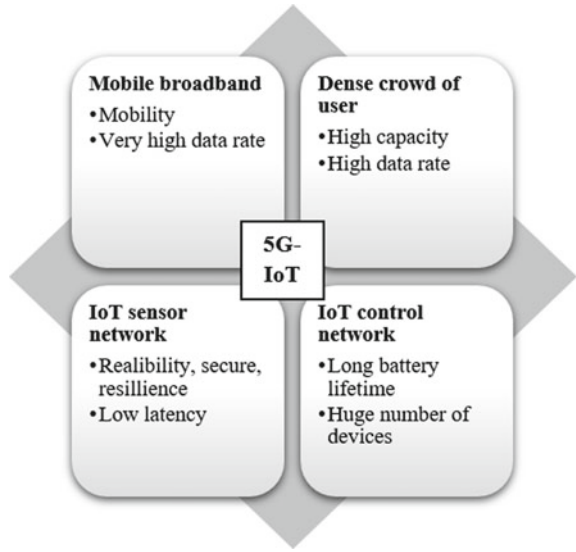 Mobile broadband
•Mobility
•Very high data rate
Dense crowd of
user
•High capacity
•High data rate
5G-
IoT
IoT sensor
network
•Realibility, secure,
resillience
•Low latency
IoT control
network
•Long battery
lifetime
•Huge number of
devices